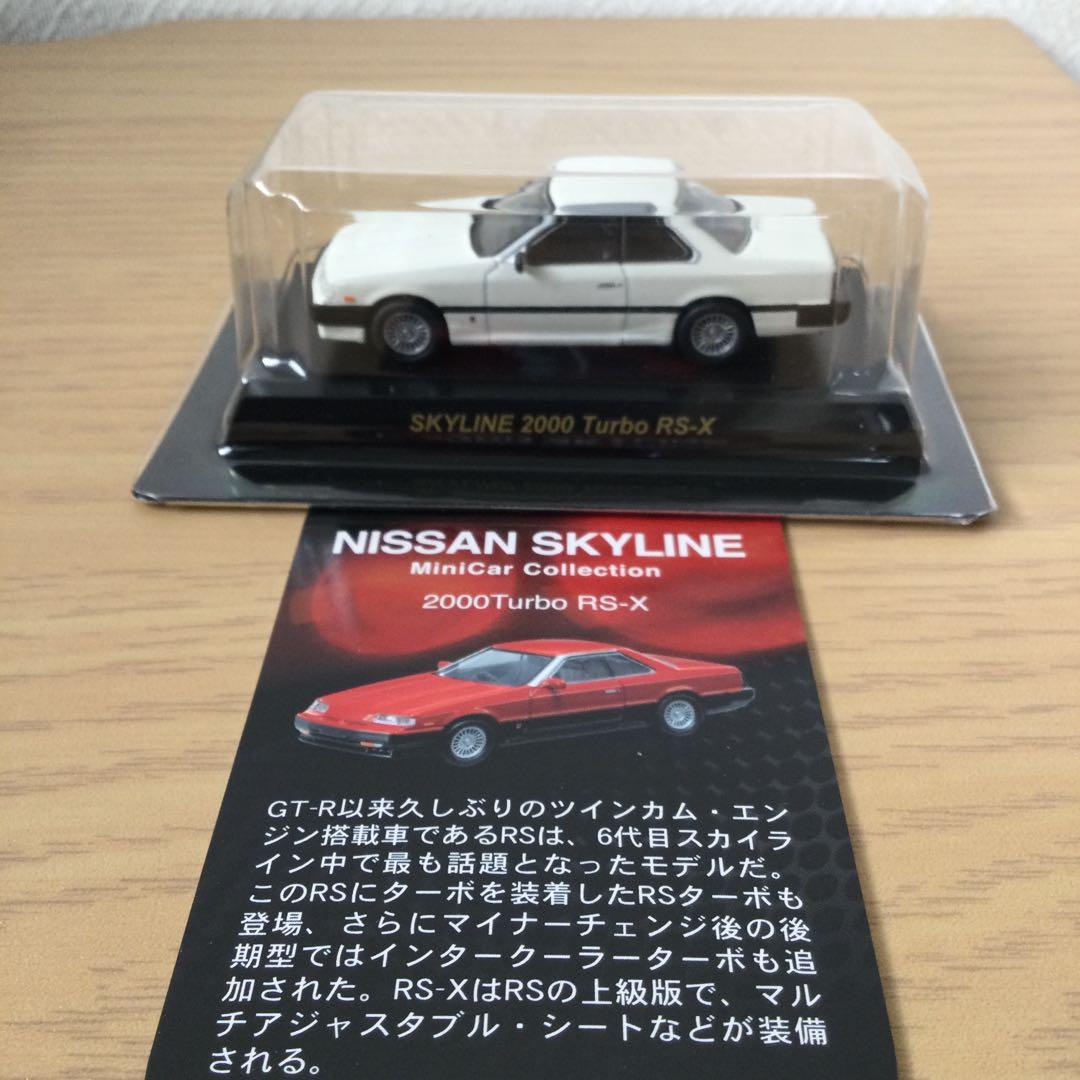 SKYLINE 2000 Turbo RS-X
NISSAN SKYLINE
MiniCar Collection
2000Turbo RS-X
GT-R以来久しぶりのツインカム・エン
ジン搭載車であるRSは、6代目スカイラ
イン中で最も話題となったモデルだ。
このRSにターボを装着したRSターボも
登場、さらにマイナーチェンジ後の後
期型ではインタークーラーターボも追
加された。RS-XはRSの上級版で、マル
チアジャスタブル・シートなどが装備
される。